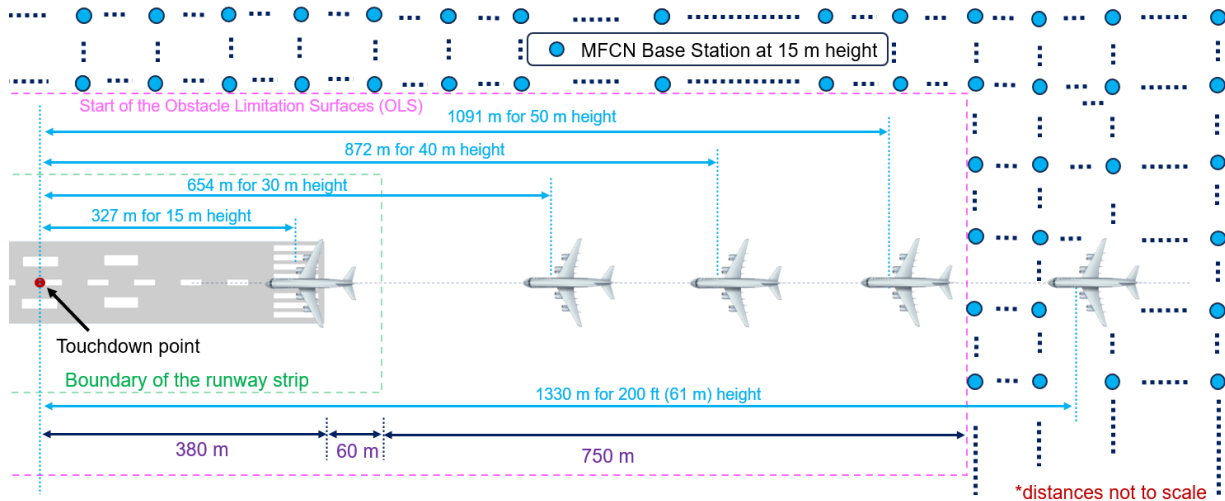 MFCN Base Station at 15 m height
Start of the Obstacle Limitation Surfaces (OLS)
1091 m for 50 m height
872 m for 40 m height
654 m for 30 m height
327 m for 15 m height
Touchdown point
Boundary of the runway strip
1330 m for 200 ft (61 m) height
380 m
60 m
750 m
*distances not to scale